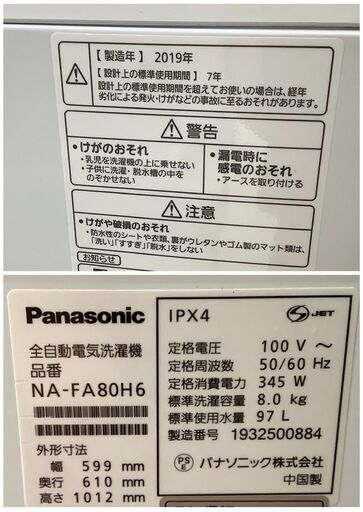 【製造年】 2019年
【設計上の標準使用期間】 7年
設計上の標準使用期間を超えてお使いの場合は、経年
劣化による発火・けがなどの事故に至るおそれがあります。
警告
・けがのおそれ
・乳児を洗濯機の上に乗せない
・子供に洗濯・脱水槽の中を
のぞかせない
・漏電時に
感電のおそれ
・アースを取り付ける
注意
・けがや破損のおそれ
・防水性のシートや衣類、裏がウレタンやゴム製のマット類は、
「洗い」「すすぎ」「脱水」をしない
お知らせ
Panasonic
全自動電気洗濯機
品番
NA-FA80H6
外形寸法
幅 599 mm
奥行 610 mm
高さ 1012 mm
IPX4
S JET
定格電圧 100 V ～
定格周波数 50/60 Hz
定格消費電力 345 W
標準洗濯容量 8.0 kg
標準使用水量 97 L
製造番号 1932500884
PS E パナソニック株式会社
中国製